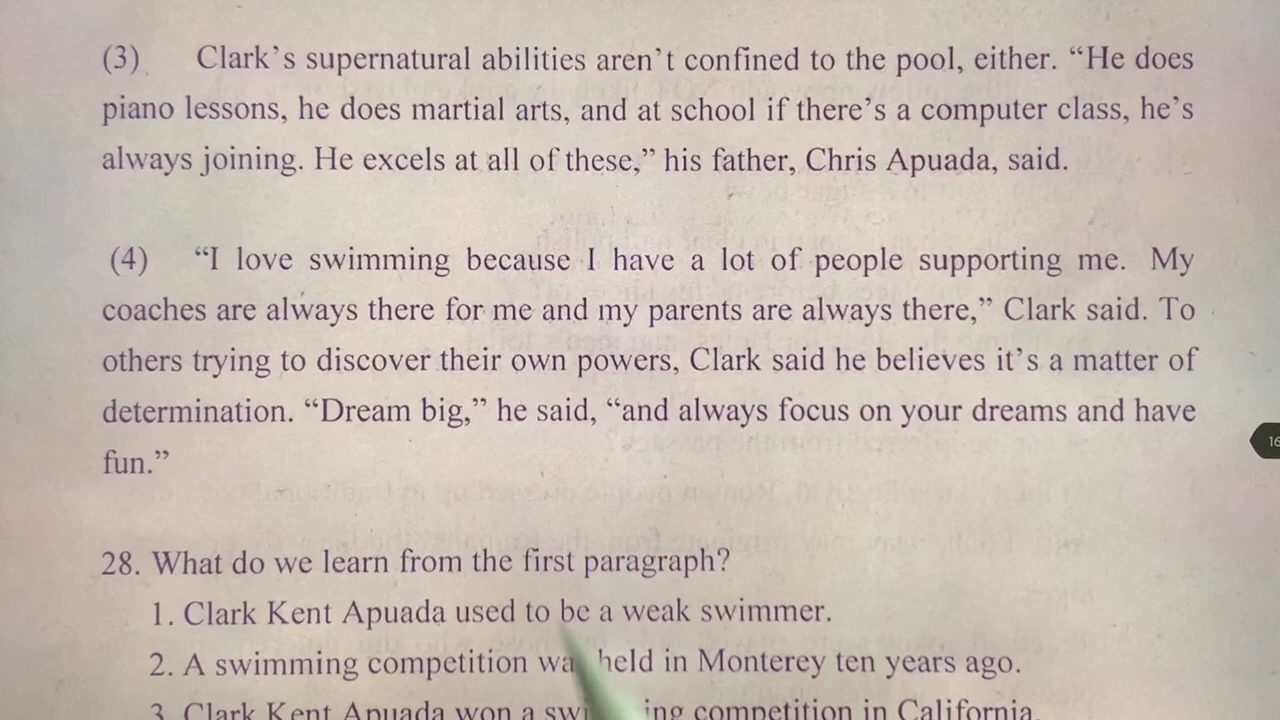 (3) Clark’s supernatural abilities aren’t confined to the pool, either. “He does
piano lessons, he does martial arts, and at school if there’s a computer class, he’s
always joining. He excels at all of these,” his father, Chris Apuada, said.
(4) “I love swimming because I have a lot of people supporting me. My
coaches are always there for me and my parents are always there,” Clark said. To
others trying to discover their own powers, Clark said he believes it’s a matter of
determination. “Dream big,” he said, “and always focus on your dreams and have
fun.”
16
28. What do we learn from the first paragraph?
1. Clark Kent Apuada used to be a weak swimmer.
2. A swimming competition was held in Monterey ten years ago.
3. Clark Kent Apuada won a swimming competition in California.